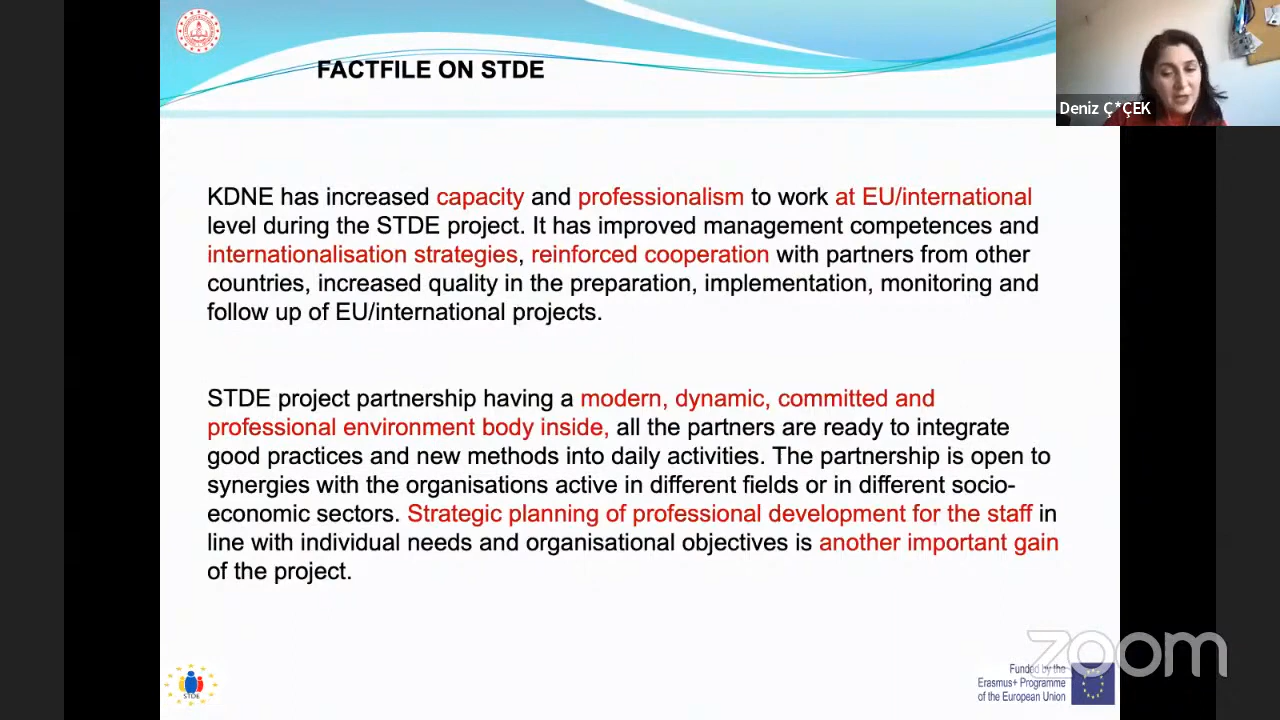 FACTFILE ON STDE
Deniz Ç*ÇEK
KDNE has increased capacity and professionalism to work at EU/international
level during the STDE project. It has improved management competences and
internationalisation strategies, reinforced cooperation with partners from other
countries, increased quality in the preparation, implementation, monitoring and
follow up of EU/international projects.
STDE project partnership having a modern, dynamic, committed and
professional environment body inside, all the partners are ready to integrate
good practices and new methods into daily activities. The partnership is open to
synergies with the organisations active in different fields or in different socio-
economic sectors. Strategic planning of professional development for the staff in
line with individual needs and organisational objectives is another important gain
of the project.
STDE
zoom
Funded by the
Erasmus+ Programme
of the European Union